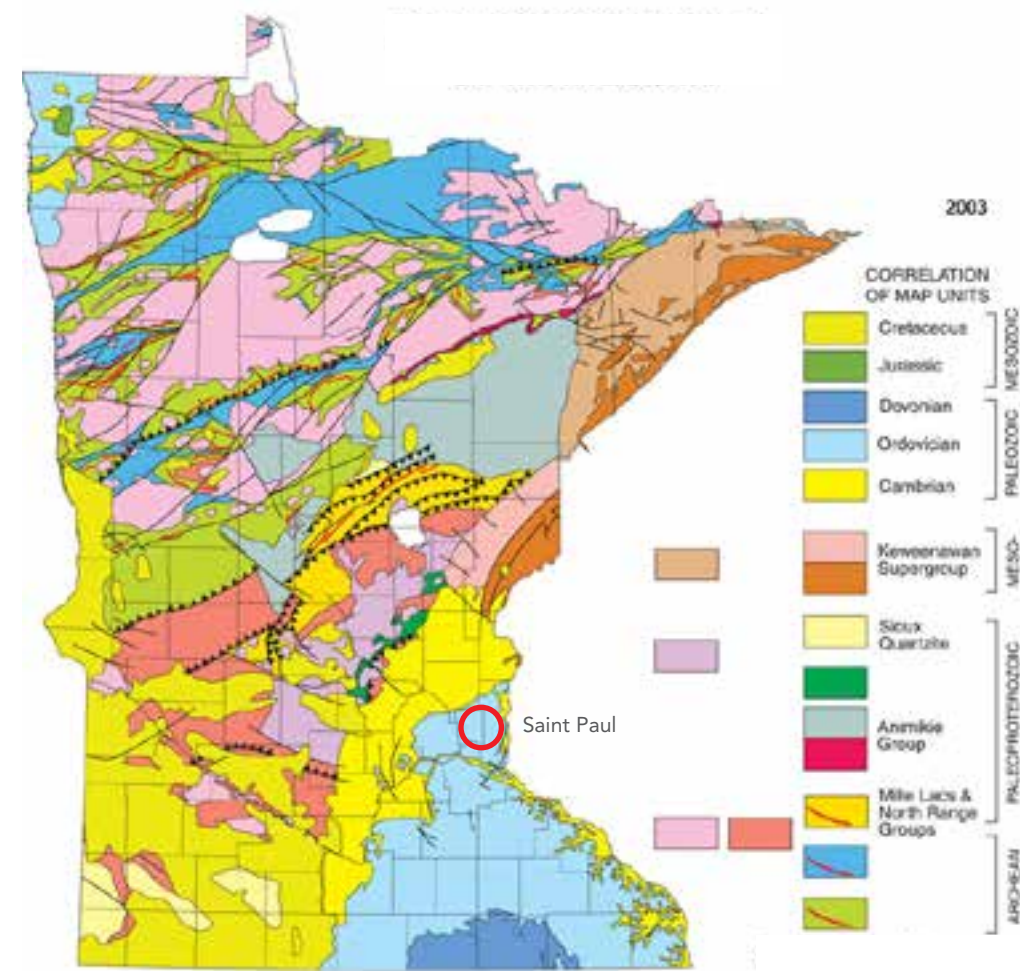 2003
CORRELATION
OF MAP UNITS
Cretaceous
Jurassic
MESOZOIC
Dovonian
Ordovician
Cambrian
PALEOZOIC
Keweenawan
Supergroup
MESO-
Sioux
Quartzite
Animikie
Group
PALEOPROTEROZOIC
Mille Lacs &
North Range
Groups
ARCHEAN
Saint Paul